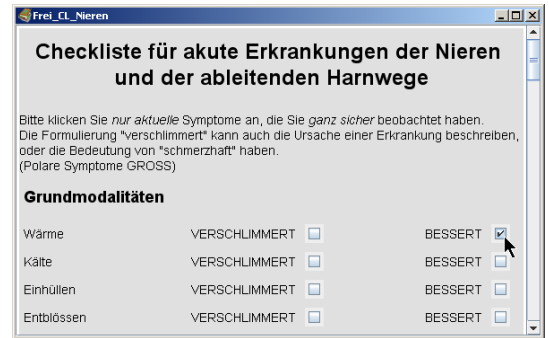 Frei_CL_Nieren
Checkliste für akute Erkrankungen der Nieren
und der ableitenden Harnwege
Bitte klicken Sie nur aktuelle Symptome an, die Sie ganz sicher beobachtet haben.
Die Formulierung "verschlimmert" kann auch die Ursache einer Erkrankung beschreiben,
oder die Bedeutung von "schmerzhaft" haben.
(Polare Symptome GROSS)
Grundmodalitäten
Wärme VERSCHLIMMERT BESSERT
Kälte VERSCHLIMMERT BESSERT
Einhüllen VERSCHLIMMERT BESSERT
Entblössen VERSCHLIMMERT BESSERT